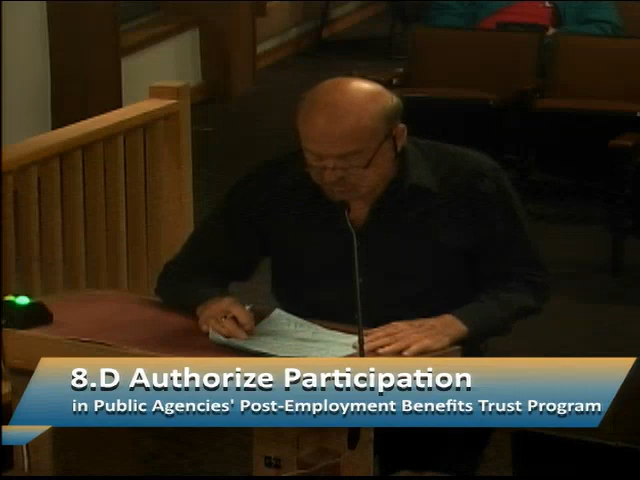 8.D Authorize Participation
in Public Agencies' Post-Employment Benefits Trust Program